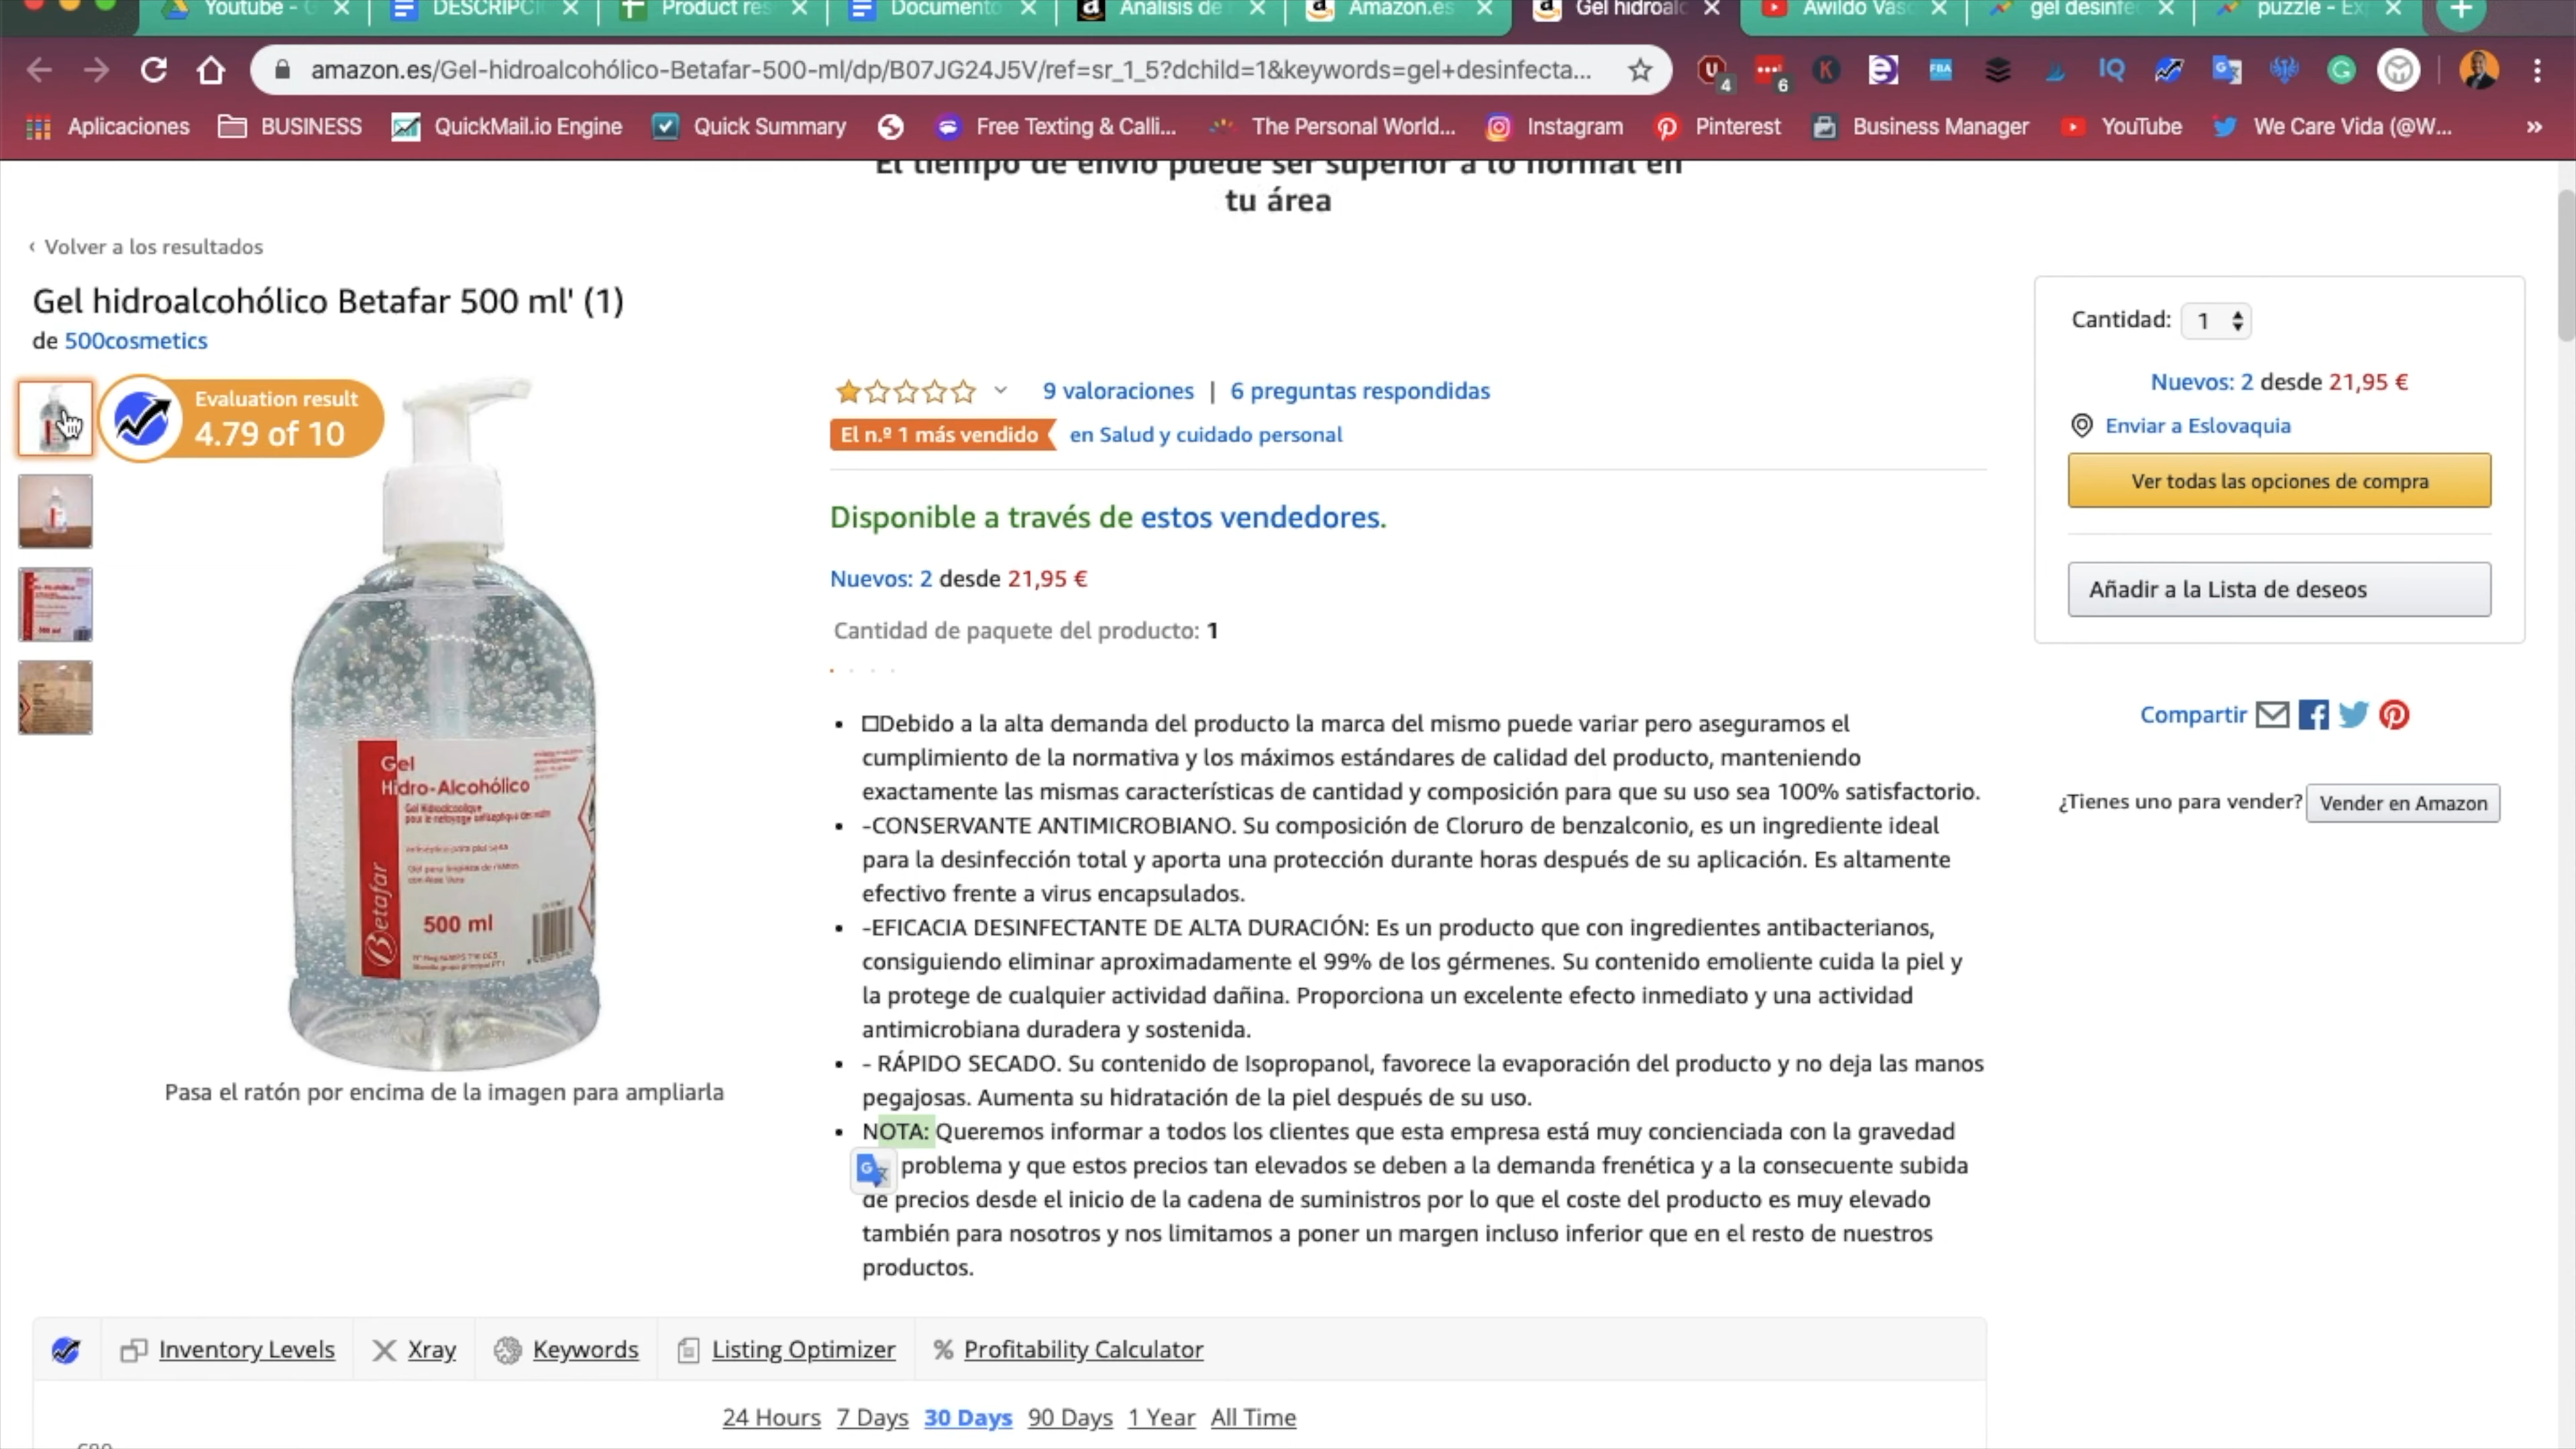 Youtube - G
DESCRIPCI
Product res
Documento
Análisis de
Amazon.es
Gel hidroalc
Awildo Vás
gel desinfe
puzzle - Ex
amazon.es/Gel-hidroalcohólico-Betafar-500-ml/dp/B07JG24J5V/ref=sr_1_5?dchild=1&keywords=gel+desinfecta...
4
6
FBA
IQ
Aplicaciones
BUSINESS
QuickMail.io Engine
Quick Summary
Free Texting & Calli...
The Personal World...
Instagram
Pinterest
Business Manager
YouTube
We Care Vida (@W...
El tiempo de envío puede ser superior a lo normal en
tu área
‹ Volver a los resultados
Gel hidroalcohólico Betafar 500 ml' (1)
de 500cosmetics
Evaluation result
4.79 of 10
Gel
Hidro-Alcohólico
Betafar
500 ml
Pasa el ratón por encima de la imagen para ampliarla
9 valoraciones | 6 preguntas respondidas
El n.º 1 más vendido en Salud y cuidado personal
Disponible a través de estos vendedores.
Nuevos: 2 desde 21,95 €
Cantidad de paquete del producto: 1
• □Debido a la alta demanda del producto la marca del mismo puede variar pero aseguramos el
cumplimiento de la normativa y los máximos estándares de calidad del producto, manteniendo
exactamente las mismas características de cantidad y composición para que su uso sea 100% satisfactorio.
• -CONSERVANTE ANTIMICROBIANO. Su composición de Cloruro de benzalconio, es un ingrediente ideal
para la desinfección total y aporta una protección durante horas después de su aplicación. Es altamente
efectivo frente a virus encapsulados.
• -EFICACIA DESINFECTANTE DE ALTA DURACIÓN: Es un producto que con ingredientes antibacterianos,
consiguiendo eliminar aproximadamente el 99% de los gérmenes. Su contenido emoliente cuida la piel y
la protege de cualquier actividad dañina. Proporciona un excelente efecto inmediato y una actividad
antimicrobiana duradera y sostenida.
• - RÁPIDO SECADO. Su contenido de Isopropanol, favorece la evaporación del producto y no deja las manos
pegajosas. Aumenta su hidratación de la piel después de su uso.
• NOTA: Queremos informar a todos los clientes que esta empresa está muy concienciada con la gravedad
problema y que estos precios tan elevados se deben a la demanda frenética y a la consecuente subida
de precios desde el inicio de la cadena de suministros por lo que el coste del producto es muy elevado
también para nosotros y nos limitamos a poner un margen incluso inferior que en el resto de nuestros
productos.
Cantidad: 1
Nuevos: 2 desde 21,95 €
Enviar a Eslovaquia
Ver todas las opciones de compra
Añadir a la Lista de deseos
Compartir
¿Tienes uno para vender? Vender en Amazon
Inventory Levels
Xray
Keywords
Listing Optimizer
Profitability Calculator
24 Hours 7 Days 30 Days 90 Days 1 Year All Time